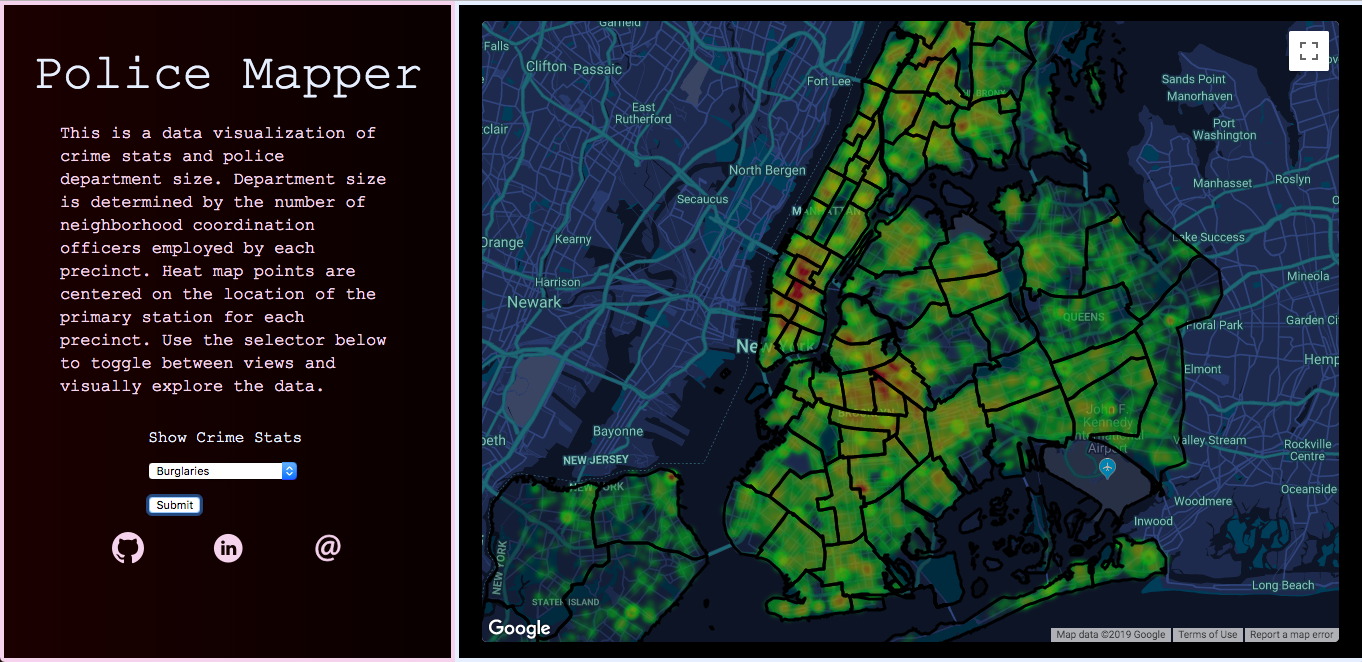 Police Mapper
This is a data visualization of
crime stats and police
department size. Department size
is determined by the number of
neighborhood coordination
officers employed by each
precinct. Heat map points are
centered on the location of the
primary station for each
precinct. Use the selector below
to toggle between views and
visually explore the data.
Show Crime Stats
Burglaries
Submit
in
@
Garfield
Falls
Clifton
Passaic
Fort Lee
East
Rutherford
North Bergen
Secaucus
MANHATTAN
Orange
Kearny
Harrison
Newark
New York
Bayonne
NEW JERSEY
NEW YORK
NEW YORK
STATEN ISLAND
BROOKLYN
QUEENS
John F.
Kennedy
International
Airport
Sands Point
Manorhaven
Port
Washington
Manhasset
Roslyn
Lake Success
Mineola
Floral Park
Garden Ci
Hemp
Elmont
Valley Stream
Rockville
Centre
Oceanside
Woodmere
Inwood
Long Beach
Google
Map data ©2019 Google
Terms of Use
Report a map error